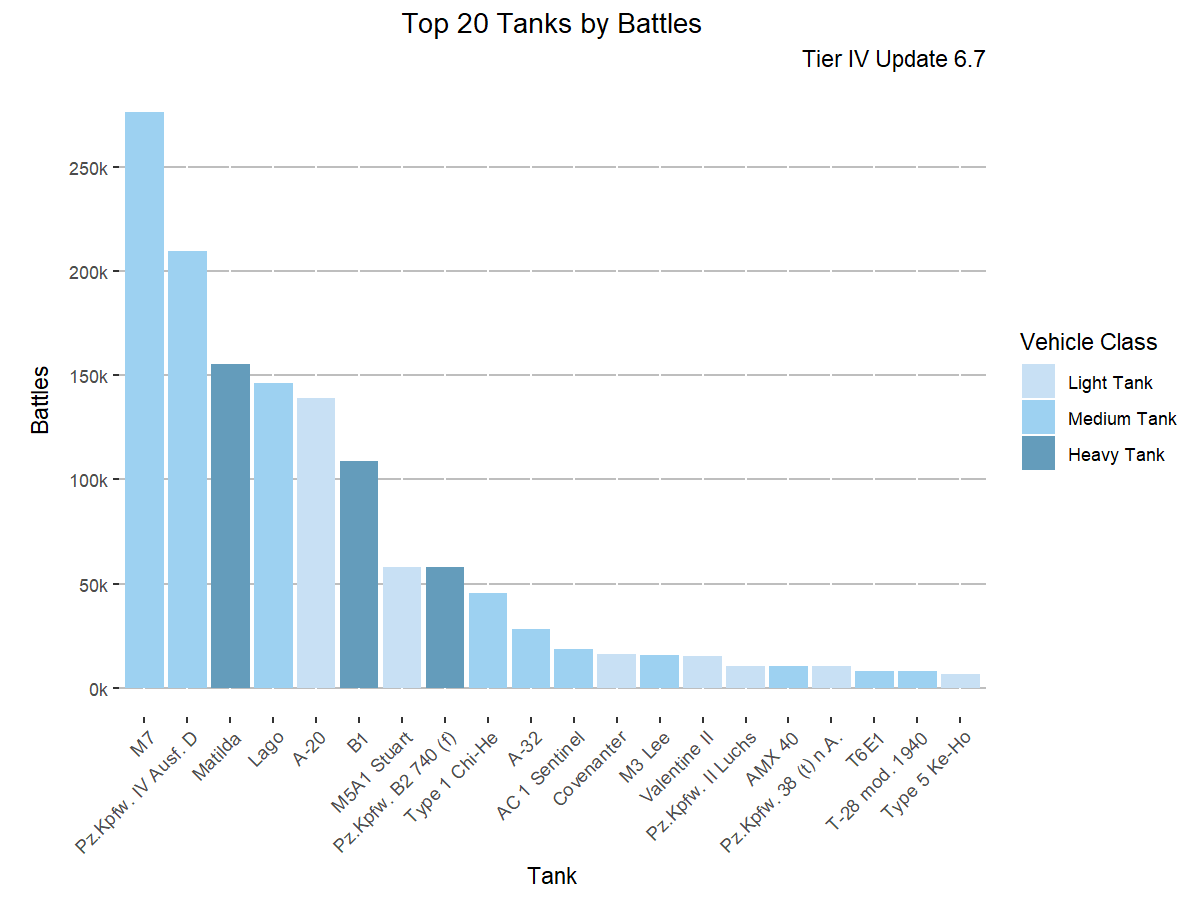 Top 20 Tanks by Battles
Tier IV Update 6.7
Battles
250k
200k
150k
100k
50k
0k
M7
Pz.Kpfw. IV Ausf. D
Matilda
Lago
A-20
B1
M5A1 Stuart
Pz.Kpfw. B2 740 (f)
Type 1 Chi-He
A-32
AC 1 Sentinel
Covenanter
M3 Lee
Valentine II
Pz.Kpfw. II Luchs
AMX 40
Pz.Kpfw. 38 (t) n.A.
T6E1
T-28 mod. 1940
Type 5 Ke-Ho
Tank
Vehicle Class
Light Tank
Medium Tank
Heavy Tank